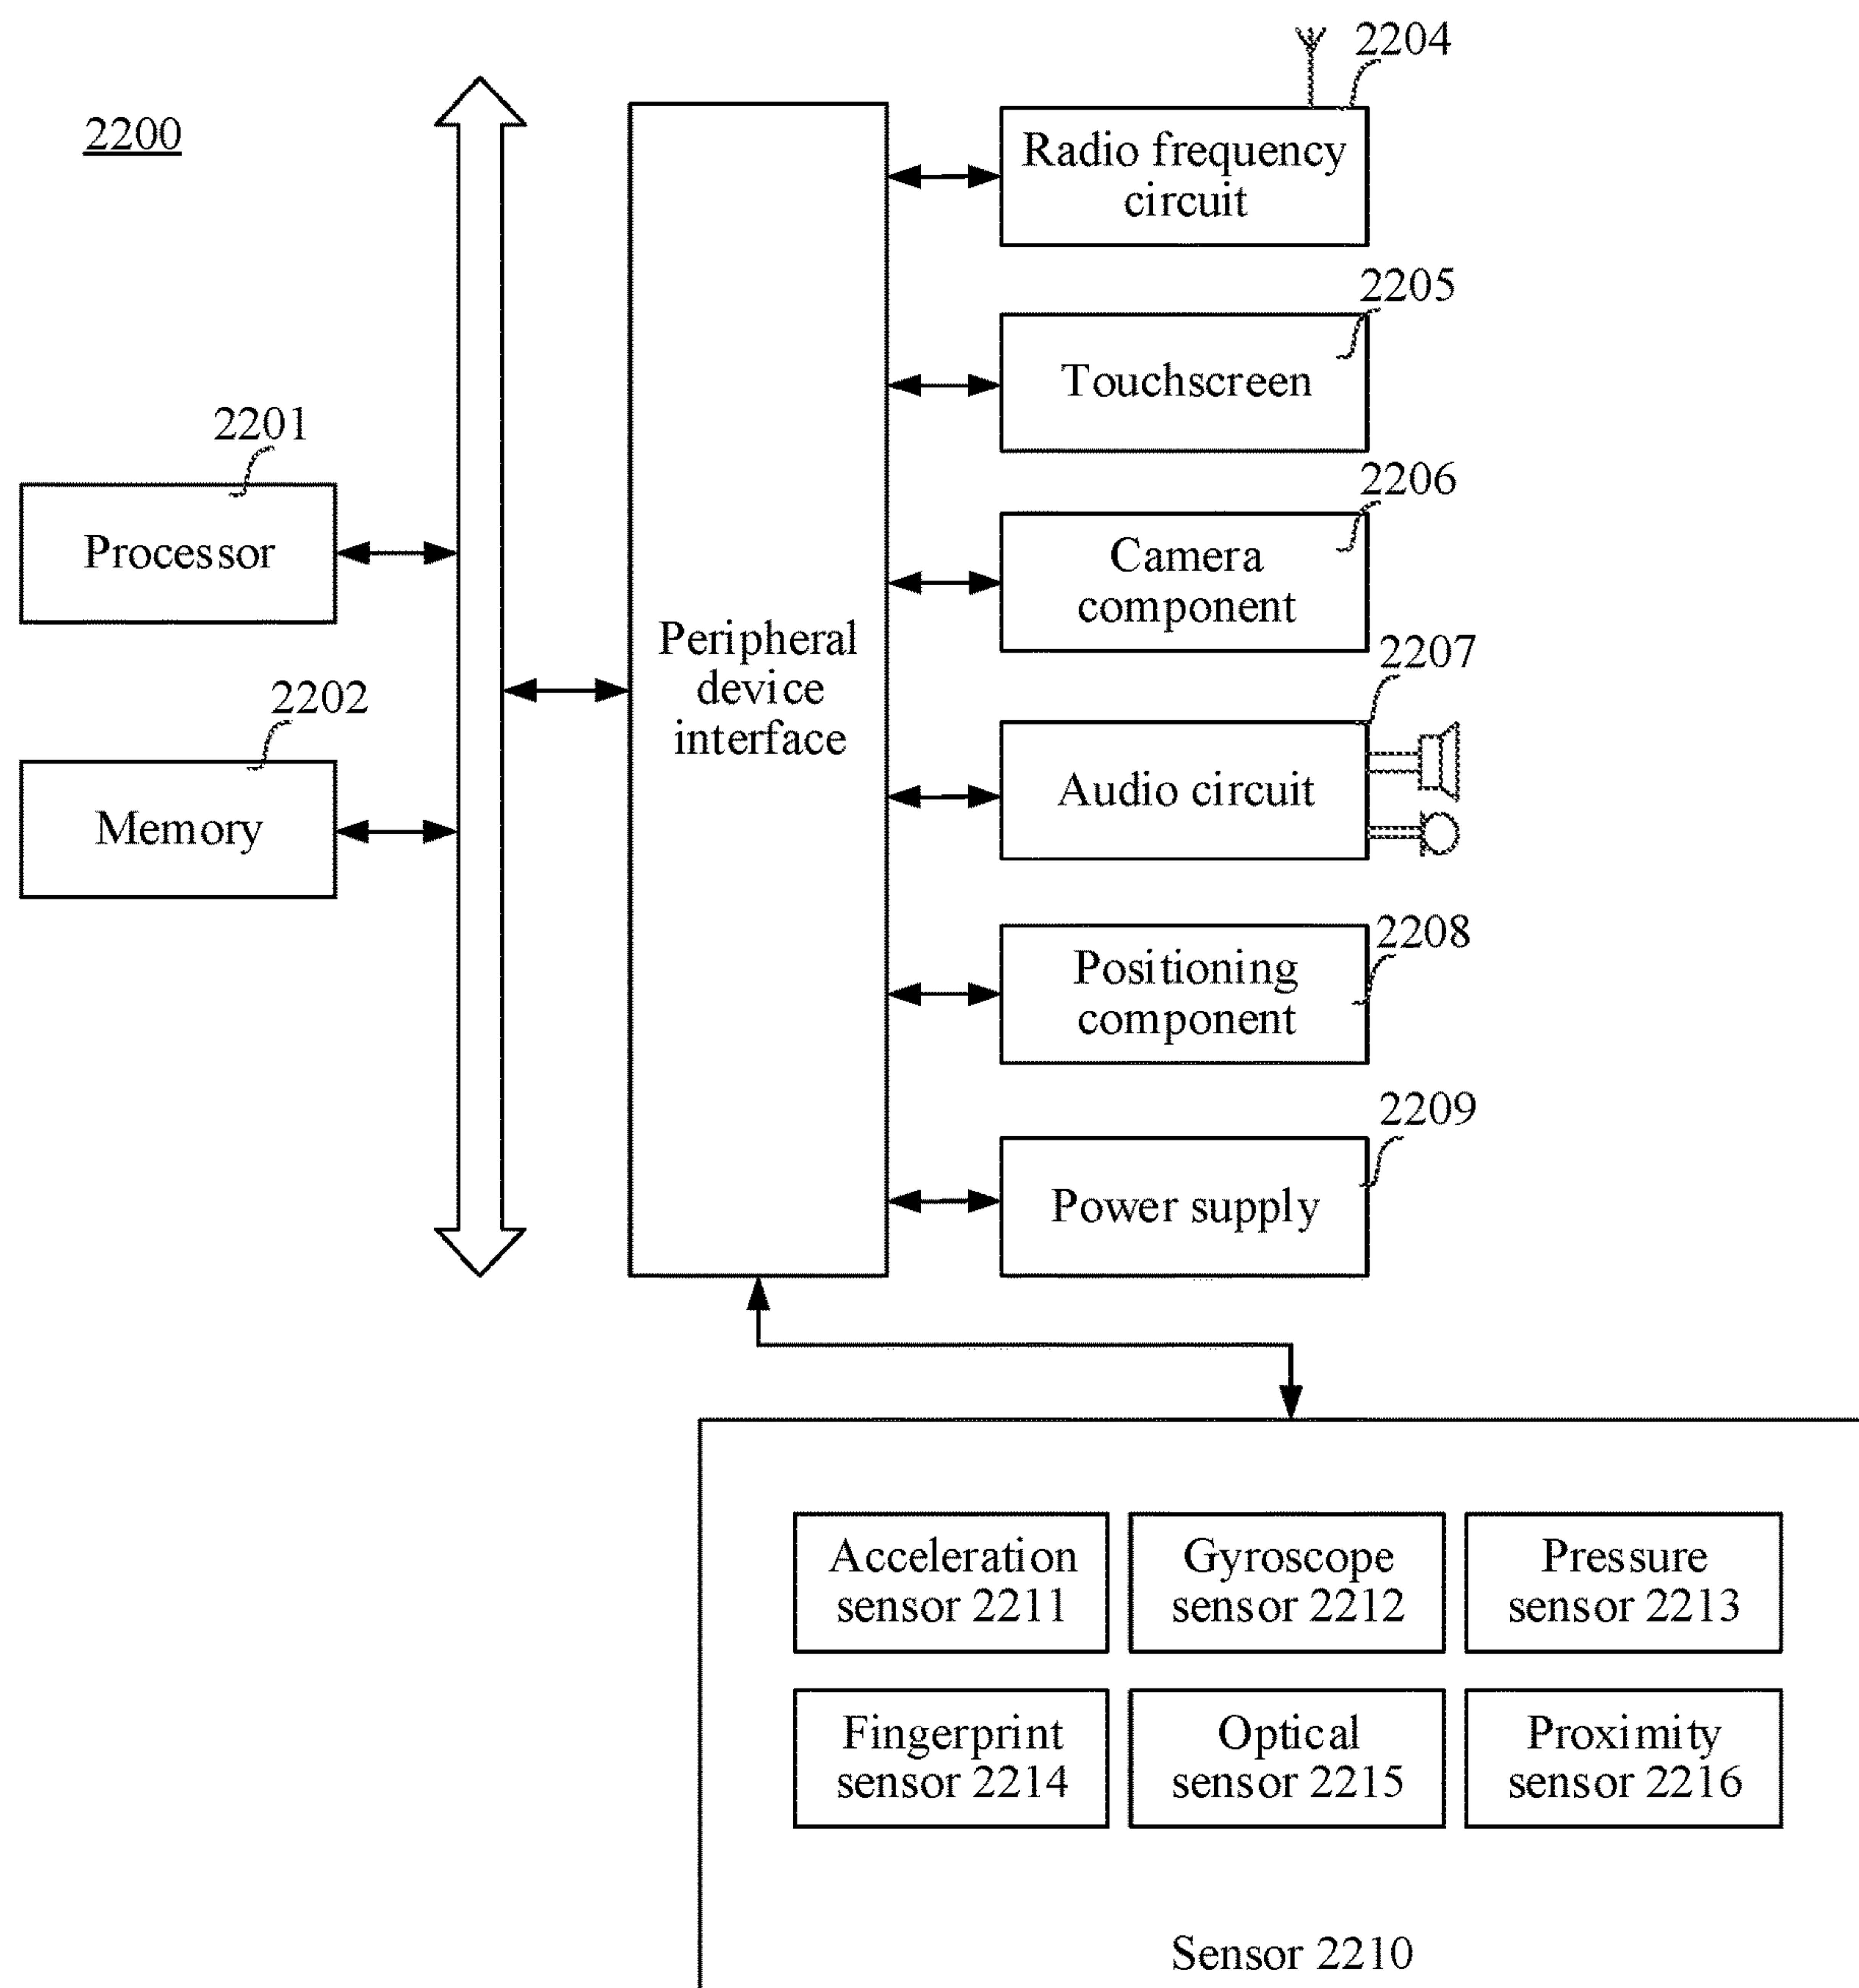 2200
2204
Radio frequency
circuit
2205
Touchscreen
2201
Processor
2206
Camera
component
Peripheral
device
interface
2202
Memory
2207
Audio circuit
2208
Positioning
component
2209
Power supply
Acceleration
sensor 2211
Gyroscope
sensor 2212
Pressure
sensor 2213
Fingerprint
sensor 2214
Optical
sensor 2215
Proximity
sensor 2216
Sensor 2210